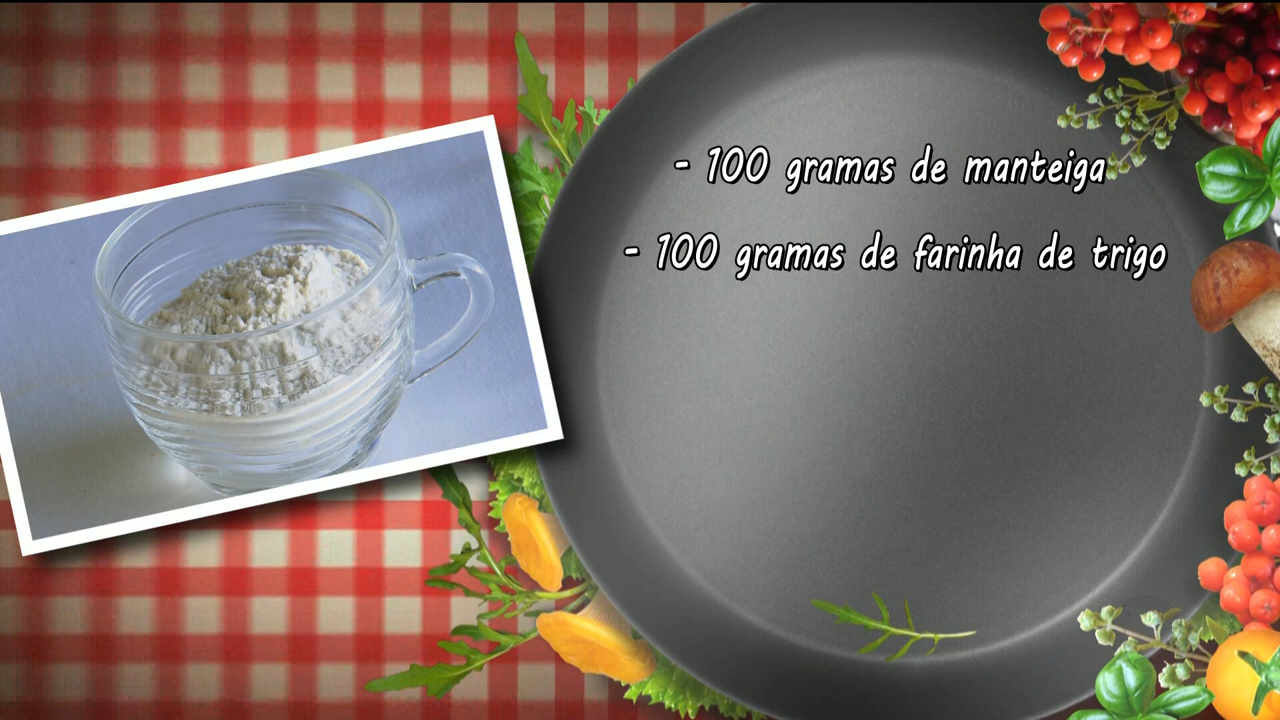 - 100 gramas de manteiga
- 100 gramas de farinha de trigo